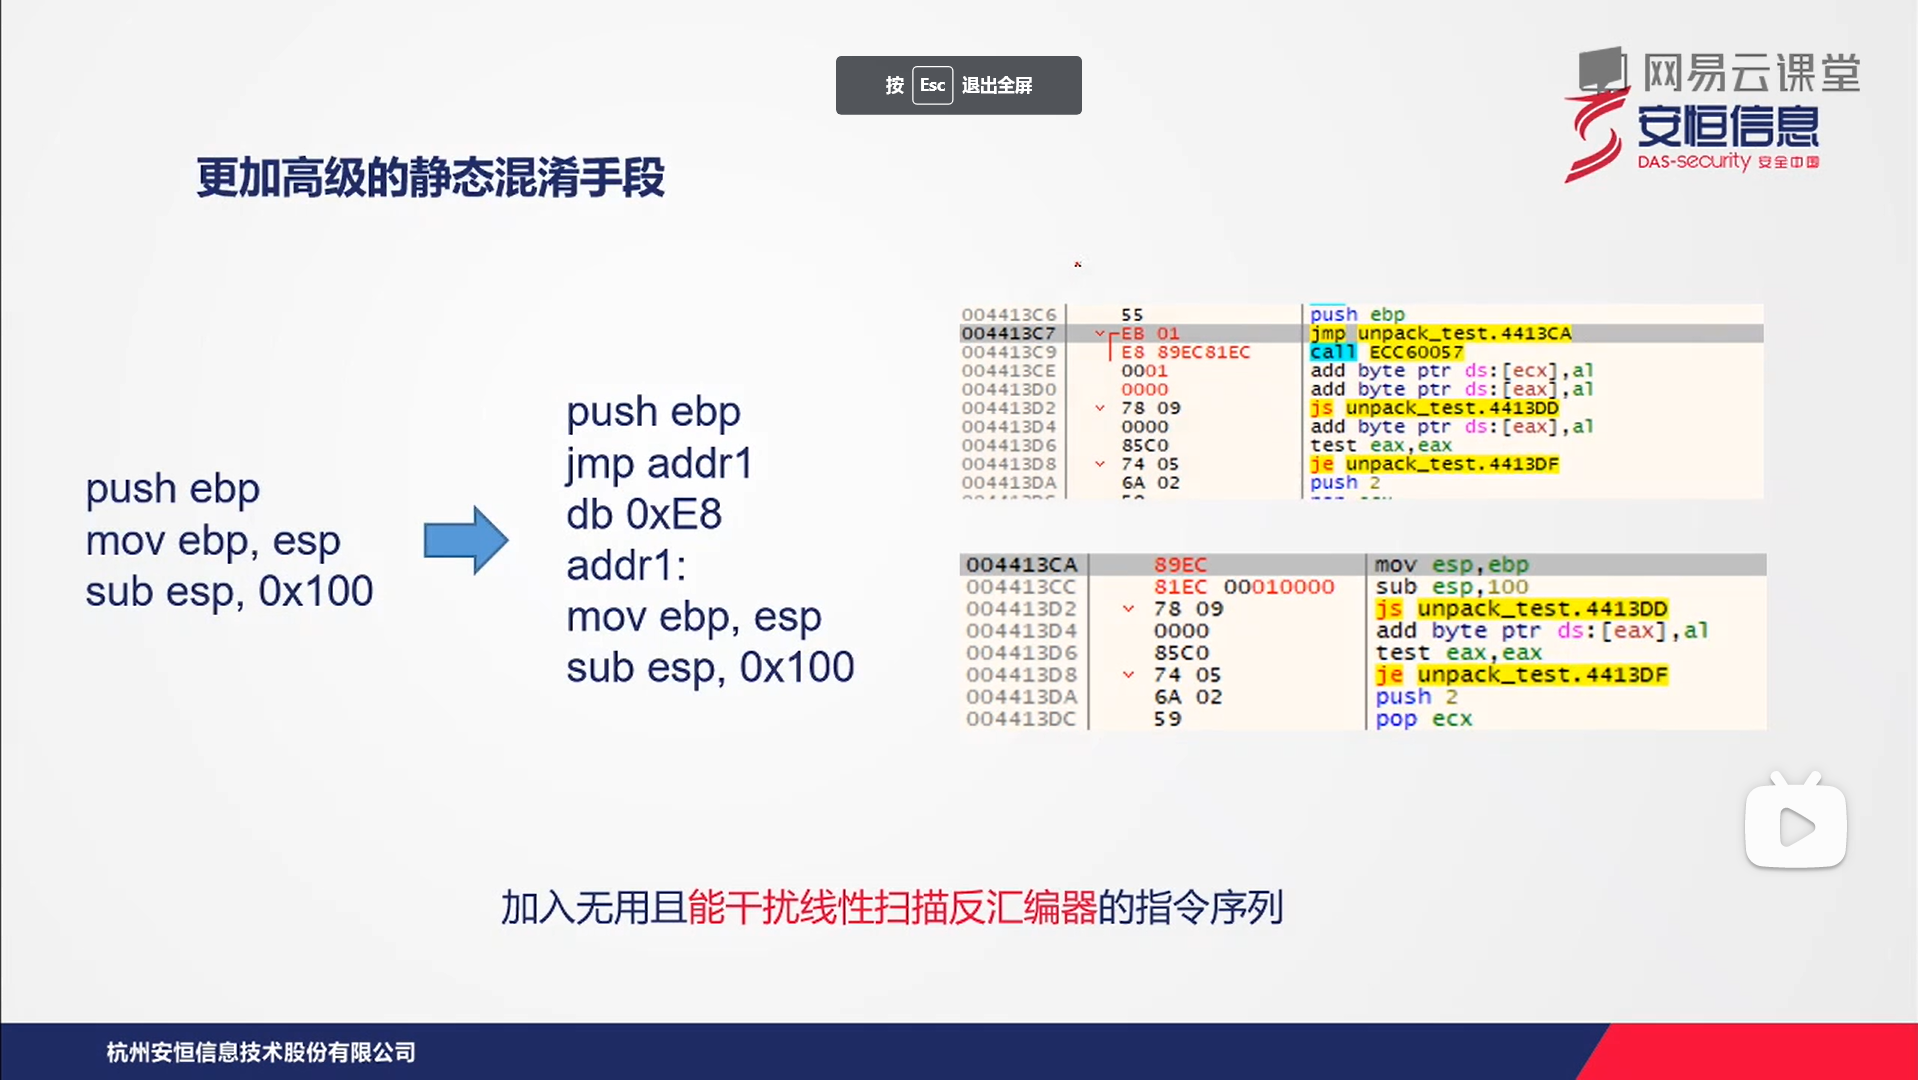 按 Esc 退出全屏
网易云课堂
安恒信息
DAS-security 安全中国
更加高级的静态混淆手段
push ebp
mov ebp, esp
sub esp, 0x100
push ebp
jmp addr1
db 0xE8
addr1:
mov ebp, esp
sub esp, 0x100
004413C6 55 push ebp
004413C7 EB 01 jmp unpack_test.4413CA
004413C9 E8 89EC81EC call ECC60057
004413CE 0001 add byte ptr ds:[ecx],al
004413D0 0000 add byte ptr ds:[eax],al
004413D2 78 09 js unpack_test.4413DD
004413D4 0000 add byte ptr ds:[eax],al
004413D6 85C0 test eax,eax
004413D8 74 05 je unpack_test.4413DF
004413DA 6A 02 push 2
004413CA 89EC mov esp,ebp
004413CC 81EC 00010000 sub esp,100
004413D2 78 09 js unpack_test.4413DD
004413D4 0000 add byte ptr ds:[eax],al
004413D6 85C0 test eax,eax
004413D8 74 05 je unpack_test.4413DF
004413DA 6A 02 push 2
004413DC 59 pop ecx
加入无用且能干扰线性扫描反汇编器的指令序列
杭州安恒信息技术股份有限公司